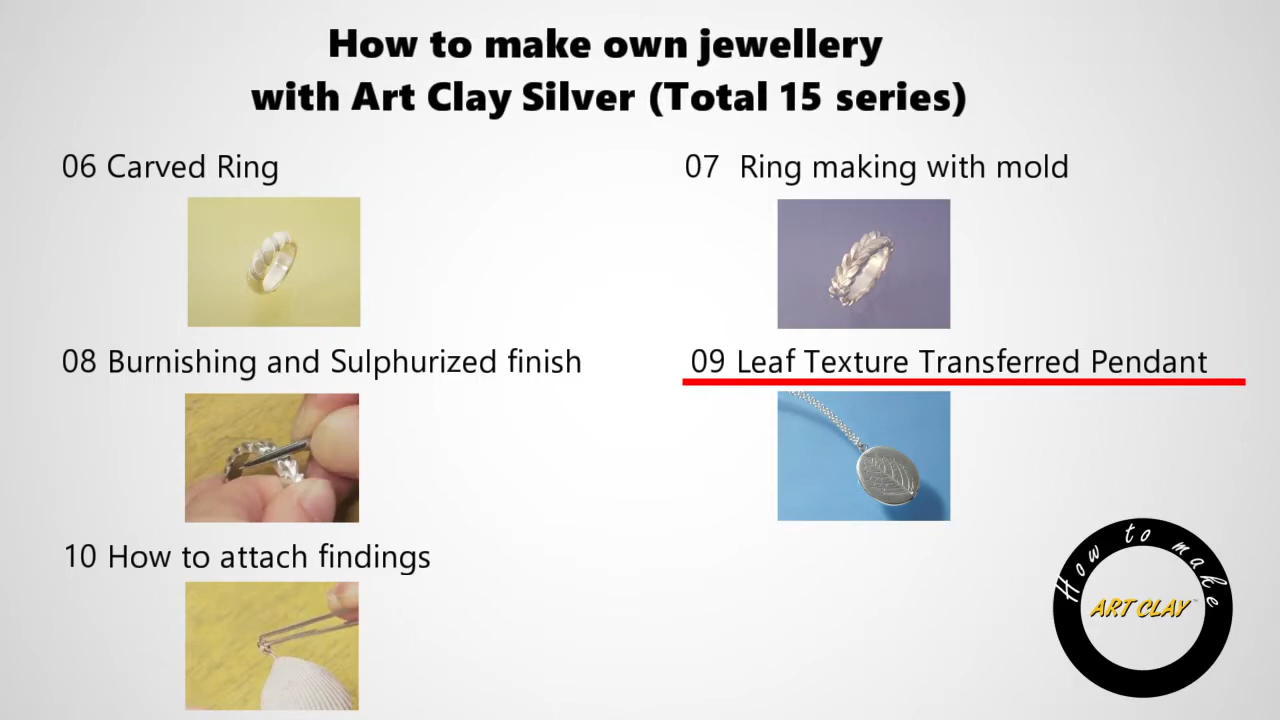 How to make own jewellery
with Art Clay Silver (Total 15 series)
06 Carved Ring
07 Ring making with mold
08 Burnishing and Sulphurized finish
09 Leaf Texture Transferred Pendant
10 How to attach findings
How to make
ART CLAY™